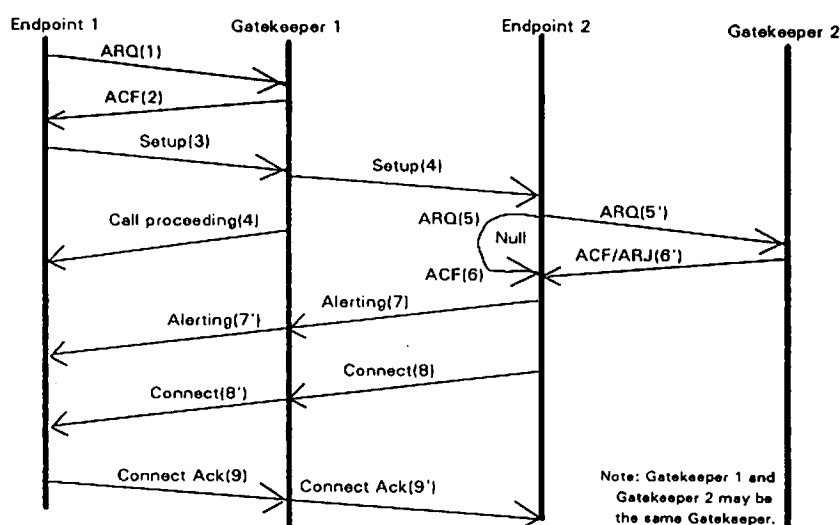 Endpoint 1
Gatekeeper 1
Endpoint 2
Gatekeeper 2
ARQ(1)
ACF(2)
Setup(3)
Setup(4)
Call proceeding(4)
ARQ(5)
Null
ACF(6)
ARQ(5')
ACF/ARJ(6')
Alerting(7)
Alerting(7')
Connect(8)
Connect(8')
Connect Ack(9)
Connect Ack(9')
Note: Gatekeeper 1 and
Gatekeeper 2 may be
the same Gatekeeper.